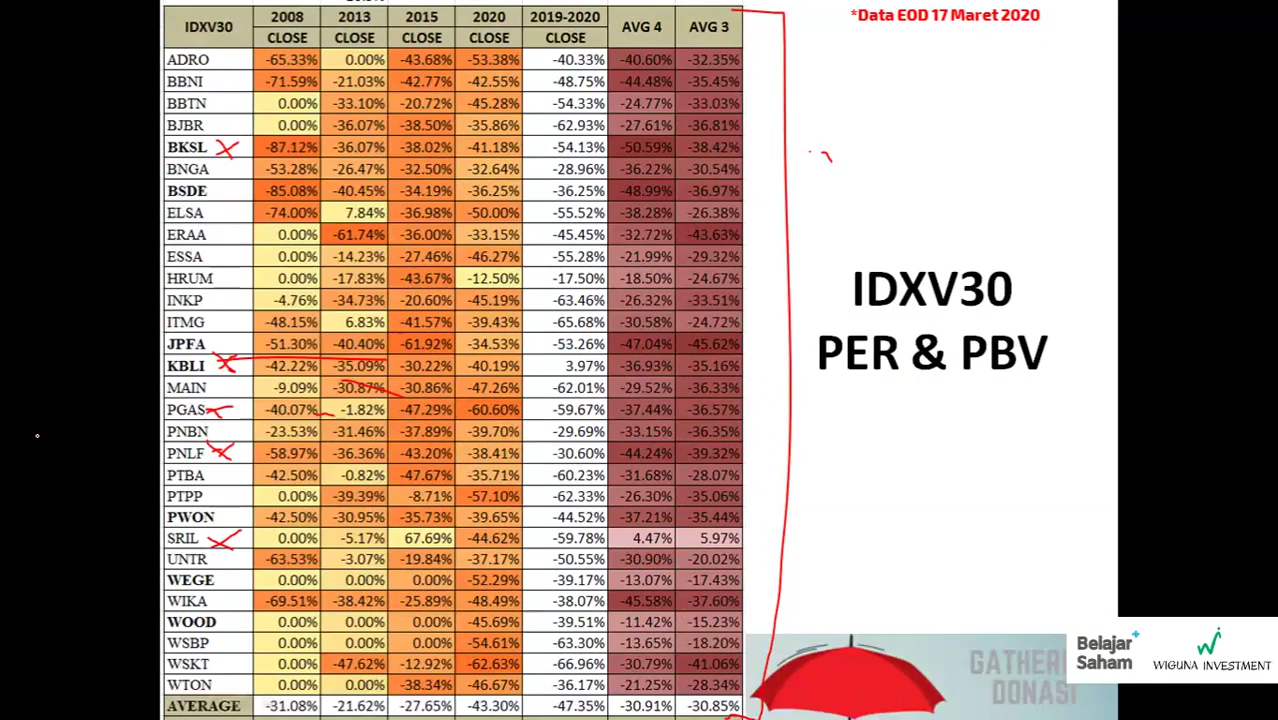 *Data EOD 17 Maret 2020
IDXV30 2008 2013 2015 2020 2019-2020 AVG 4 AVG 3
CLOSE CLOSE CLOSE CLOSE CLOSE
ADRO -65.33% 0.00% -43.68% -53.38% -40.33% -40.60% -32.35%
BBNI -71.59% -21.03% -42.77% -42.55% -48.75% -44.48% -35.45%
BBTN 0.00% -33.10% -20.72% -45.28% -54.33% -24.77% -33.03%
BJBR 0.00% -36.07% -38.50% -35.86% -62.93% -27.61% -36.81%
BKSL -87.12% -36.07% -38.02% -41.18% -54.13% -50.59% -38.42%
BNGA -53.28% -26.47% -32.50% -32.64% -28.96% -36.22% -30.54%
BSDE -85.08% -40.45% -34.19% -36.25% -36.25% -48.99% -36.97%
ELSA -74.00% 7.84% -36.98% -50.00% -55.52% -38.28% -26.38%
ERAA 0.00% -61.74% -36.00% -33.15% -45.45% -32.72% -43.63%
ESSA 0.00% -14.23% -27.46% -46.27% -55.28% -21.99% -29.32%
HRUM 0.00% -17.83% -43.67% -12.50% -17.50% -18.50% -24.67%
INKP -4.76% -34.73% -20.60% -45.19% -63.46% -26.32% -33.51%
ITMG -48.15% 6.83% -41.57% -39.43% -65.68% -30.58% -24.72%
JPFA -51.30% -40.40% -61.92% -34.53% -53.26% -47.04% -45.62%
KBLI -42.22% -35.09% -30.22% -40.19% 3.97% -36.93% -35.16%
MAIN -9.09% -30.87% -30.86% -47.26% -62.01% -29.52% -36.33%
PGAS -40.07% -1.82% -47.29% -60.60% -59.67% -37.44% -36.57%
PNBN -23.53% -31.46% -37.89% -39.70% -29.69% -33.15% -36.35%
PNLF -58.97% -36.36% -43.20% -38.41% -30.60% -44.24% -39.32%
PTBA -42.50% -0.82% -47.67% -35.71% -60.23% -31.68% -28.07%
PTPP 0.00% -39.39% -8.71% -57.10% -62.33% -26.30% -35.06%
PWON -42.50% -30.95% -35.73% -39.65% -44.52% -37.21% -35.44%
SRIL 0.00% -5.17% 67.69% -44.62% -59.78% 4.47% 5.97%
UNTR -63.53% -3.07% -19.84% -37.17% -50.55% -30.90% -20.02%
WEGE 0.00% 0.00% 0.00% -52.29% -39.17% -13.07% -17.43%
WIKA -69.51% -38.42% -25.89% -48.49% -38.07% -45.58% -37.60%
WOOD 0.00% 0.00% 0.00% -45.69% -39.51% -11.42% -15.23%
WSBP 0.00% 0.00% 0.00% -54.61% -63.30% -13.65% -18.20%
WSKT 0.00% -47.62% -12.92% -62.63% -66.96% -30.79% -41.06%
WTON 0.00% 0.00% -38.34% -46.67% -36.17% -21.25% -28.34%
AVERAGE -31.08% -21.62% -27.65% -43.30% -47.35% -30.91% -30.85%
IDXV30
PER & PBV
GATHERI
DONASI
Belajar+
Saham
WIGUNA INVESTMENT